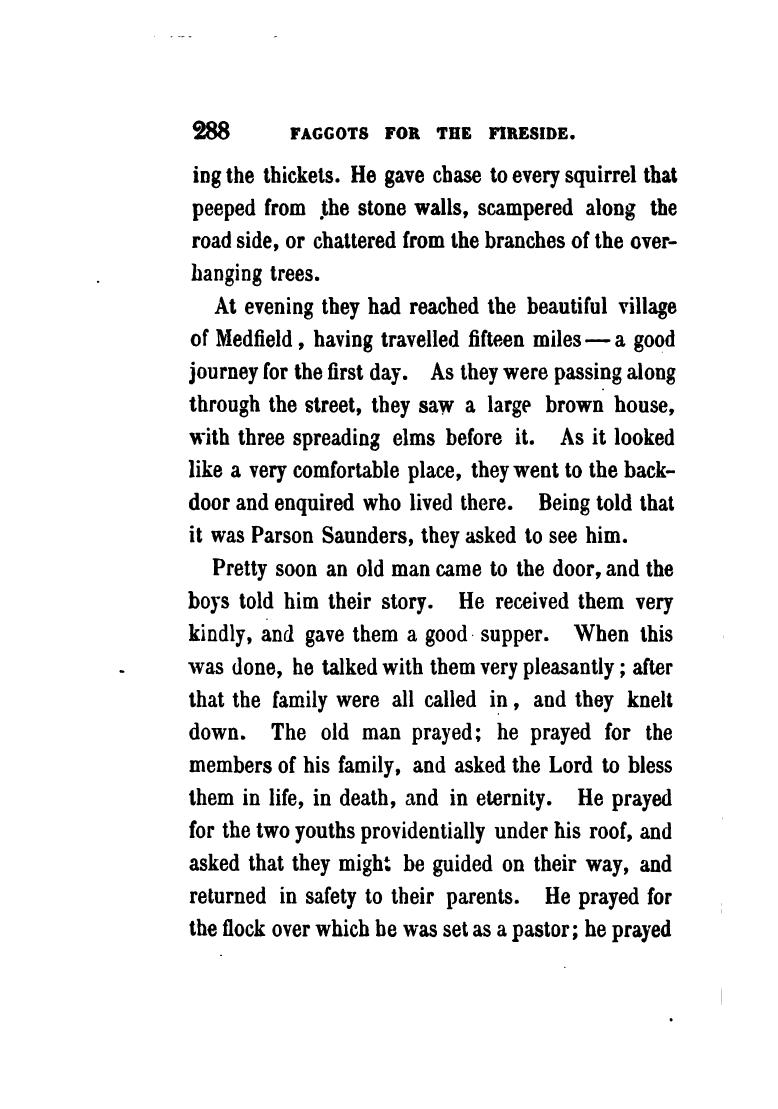 288 FAGGOTS FOR THE FIRESIDE.
ing the thickets. He gave chase to every squirrel that
peeped from the stone walls, scampered along the
road side, or chattered from the branches of the over-
hanging trees.
At evening they had reached the beautiful village
of Medfield, having travelled fifteen miles — a good
journey for the first day. As they were passing along
through the street, they saw a large brown house,
with three spreading elms before it. As it looked
like a very comfortable place, they went to the back-
door and enquired who lived there. Being told that
it was Parson Saunders, they asked to see him.
Pretty soon an old man came to the door, and the
boys told him their story. He received them very
kindly, and gave them a good supper. When this
was done, he talked with them very pleasantly; after
that the family were all called in, and they knelt
down. The old man prayed; he prayed for the
members of his family, and asked the Lord to bless
them in life, in death, and in eternity. He prayed
for the two youths providentially under his roof, and
asked that they might be guided on their way, and
returned in safety to their parents. He prayed for
the flock over which he was set as a pastor; he prayed